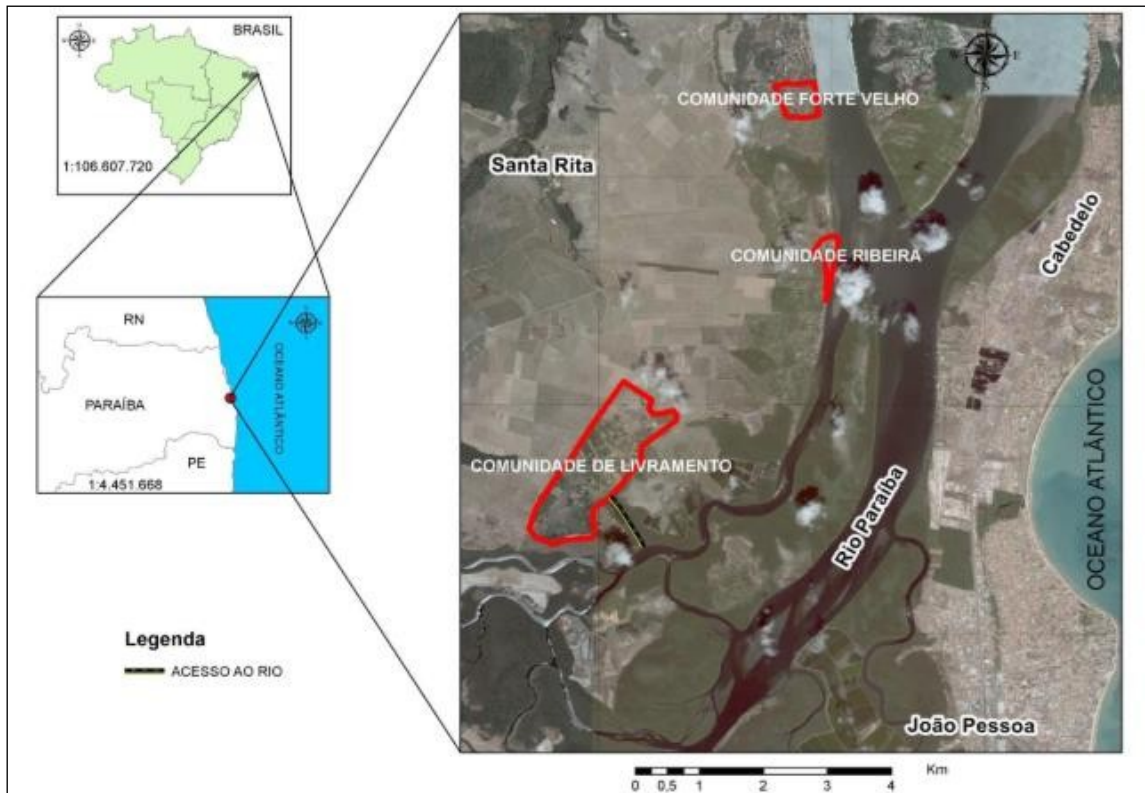 BRASIL
N
W
E
S
1:106.607.720
RN
PARAÍBA
PE
OCEANO ATLÂNTICO
1:4.451.668
Legenda
ACESSO AO RIO
COMUNIDADE FORTE VELHO
Santa Rita
COMUNIDADE RIBEIRA
Cabedelo
COMUNIDADE DE LIVRAMENTO
Rio Paraíba
OCEANO ATLÂNTICO
João Pessoa
0 0,5 1 2 3 4
Km